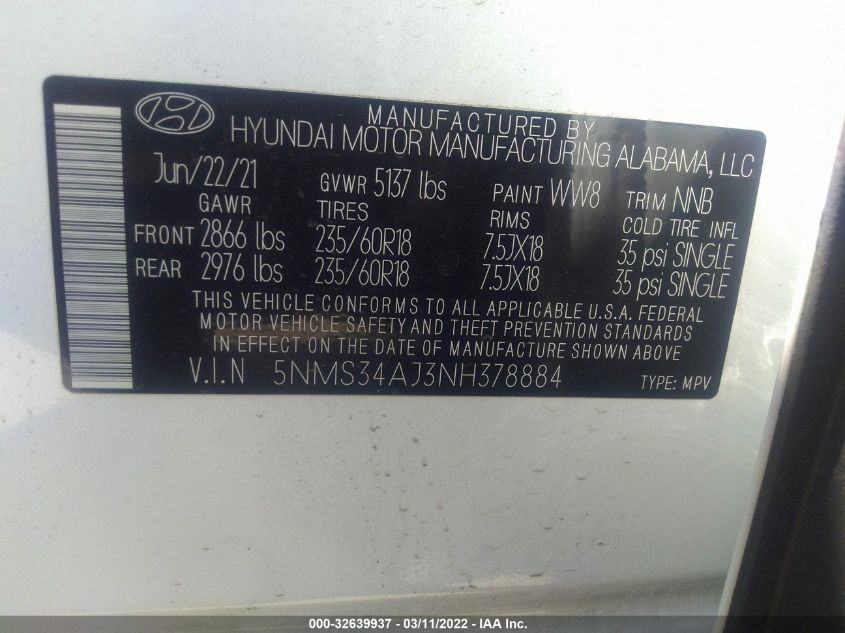 MANUFACTURED BY
HYUNDAI MOTOR MANUFACTURING ALABAMA, LLC
Jun/22/21 GVWR 5137 lbs PAINT WW8 TRIM NNB
GAWR TIRES RIMS COLD TIRE INFL
FRONT 2866 lbs 235/60R18 7.5JX18 35 psi SINGLE
REAR 2976 lbs 235/60R18 7.5JX18 35 psi SINGLE
THIS VEHICLE CONFORMS TO ALL APPLICABLE U.S.A. FEDERAL
MOTOR VEHICLE SAFETY AND THEFT PREVENTION STANDARDS
IN EFFECT ON THE DATE OF MANUFACTURE SHOWN ABOVE
V.I.N 5NMS34AJ3NH378884 TYPE: MPV
000-32639937 - 03/11/2022 - IAA Inc.